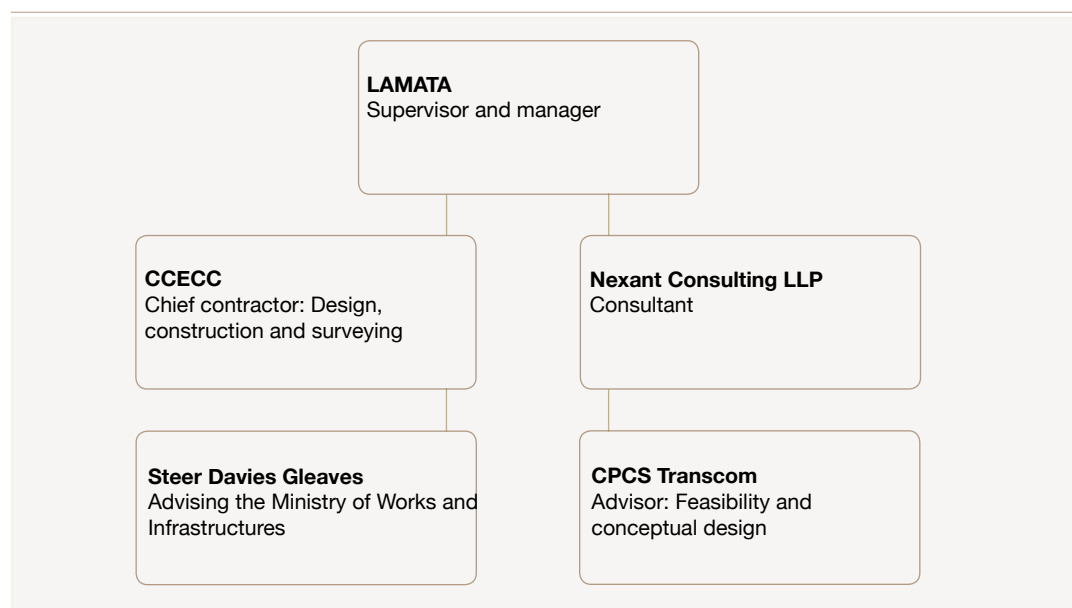 LAMATA
Supervisor and manager
CCECC
Chief contractor: Design,
construction and surveying
Nexant Consulting LLP
Consultant
Steer Davies Gleaves
Advising the Ministry of Works and
Infrastructures
CPCS Transcom
Advisor: Feasibility and
conceptual design